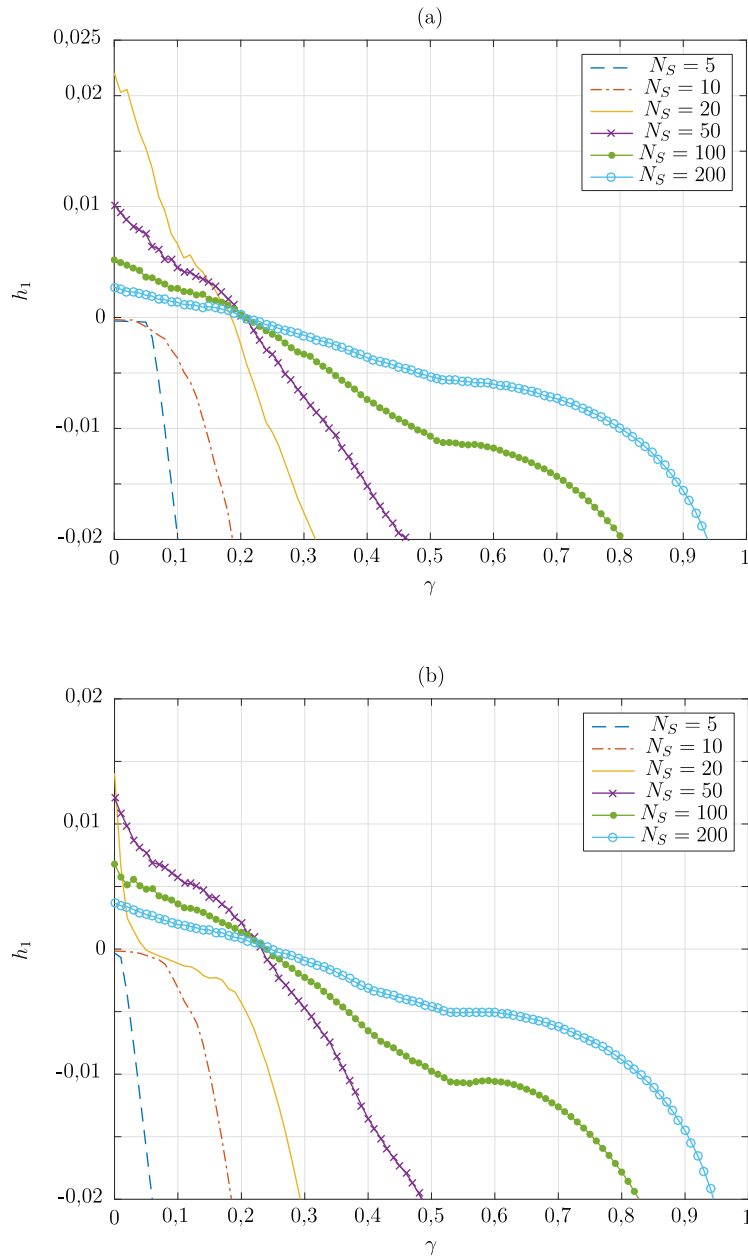 (a)
0,025
0,02
0,01
0
-0,01
-0,02
h₁
0 0,1 0,2 0,3 0,4 0,5 0,6 0,7 0,8 0,9 1
γ
N_S = 5
N_S = 10
N_S = 20
N_S = 50
N_S = 100
N_S = 200
(b)
0,02
0,01
0
-0,01
-0,02
h₁
0 0,1 0,2 0,3 0,4 0,5 0,6 0,7 0,8 0,9 1
γ
N_S = 5
N_S = 10
N_S = 20
N_S = 50
N_S = 100
N_S = 200